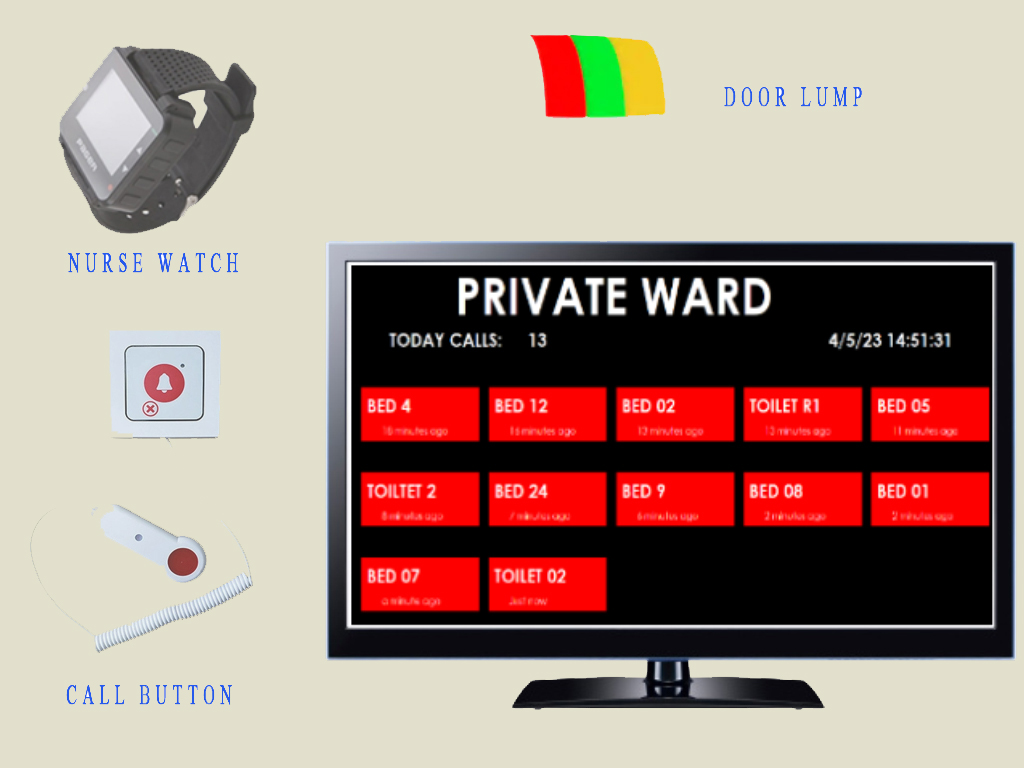 PAGER
DOOR LUMP
NURSE WATCH
PRIVATE WARD
TODAY CALLS: 13
4/5/23 14:51:31
BED 4
BED 12
BED 02
TOILET R1
BED 05
18 minutes ago
16 minutes ago
13 minutes ago
13 minutes ago
11 minutes ago
TOILTET 2
BED 24
BED 9
BED 08
BED 01
8 minutes ago
7 minutes ago
6 minutes ago
2 minutes ago
2 minutes ago
BED 07
TOILET 02
a minute ago
Just now
CALL BUTTON